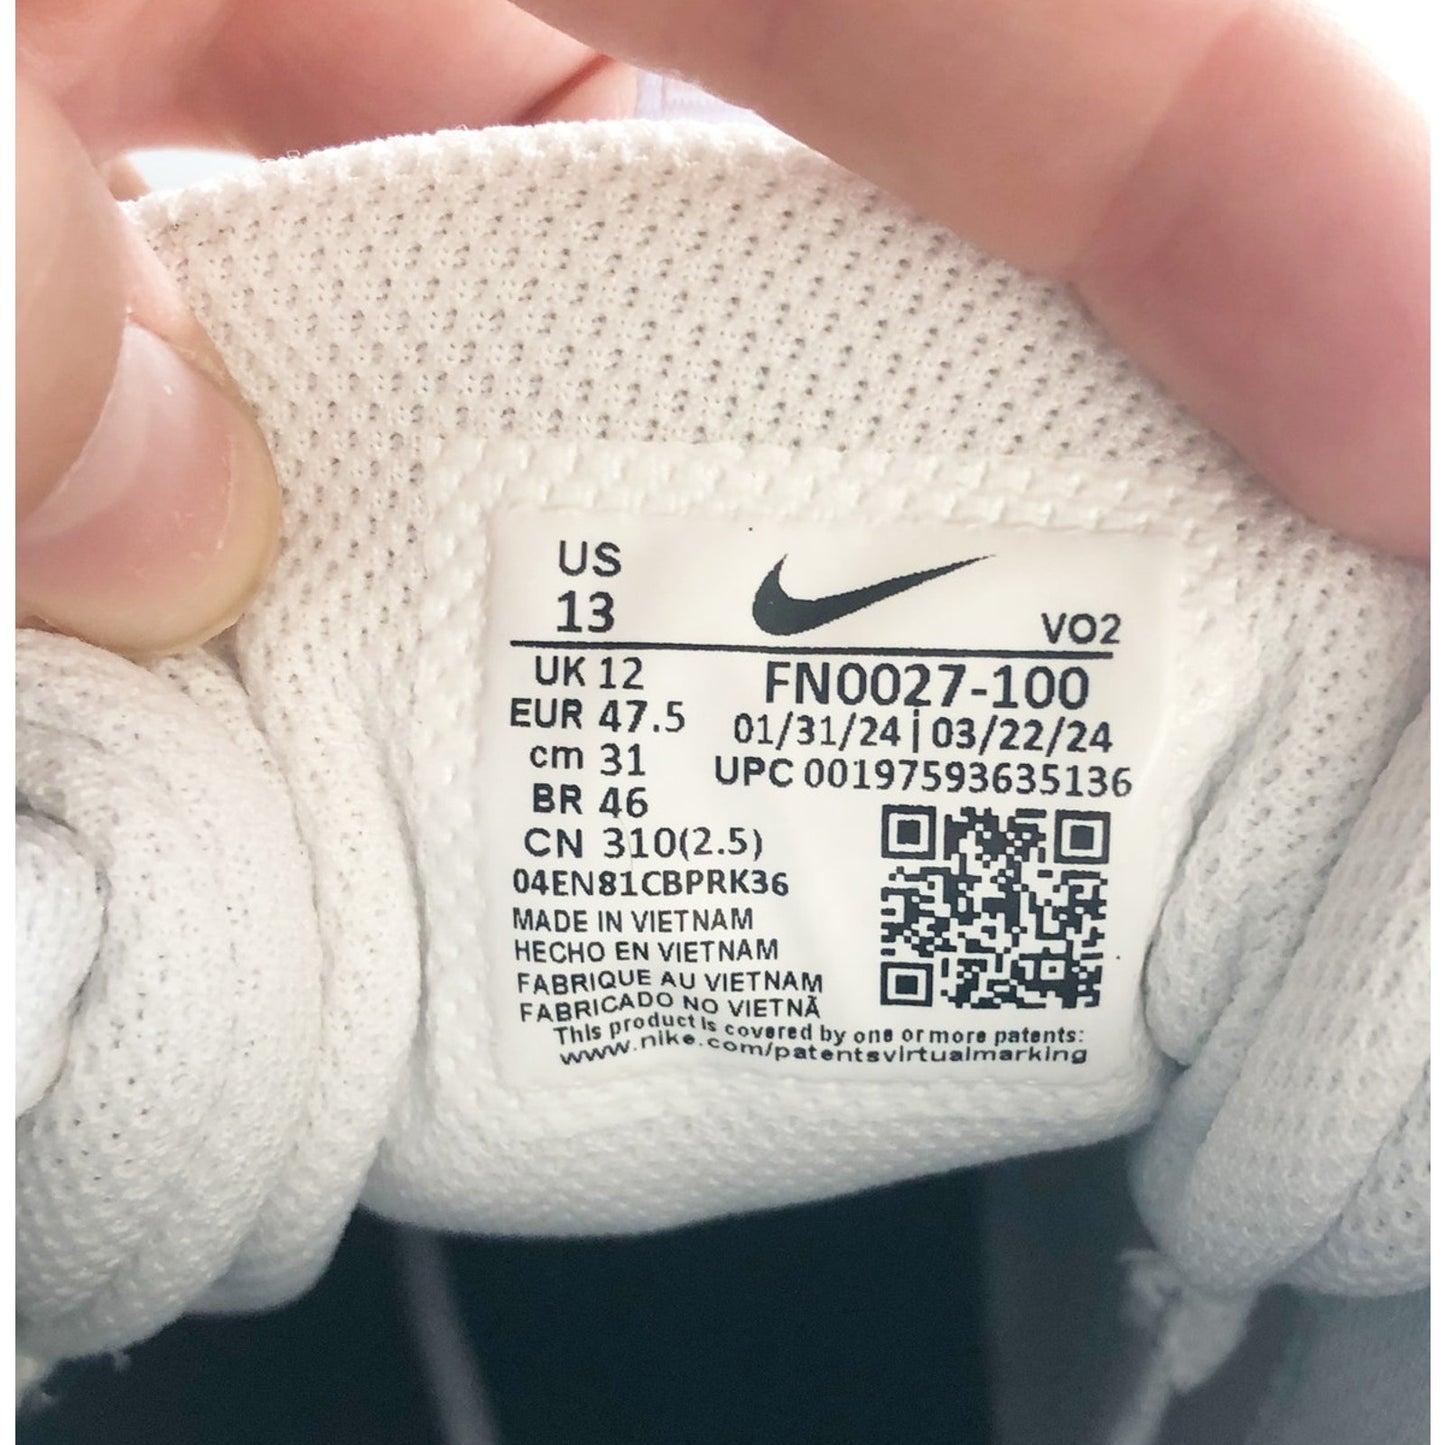 US
13
VO2
UK 12
EUR 47.5
cm 31
BR 46
CN 310(2.5)
FN0027-100
01/31/24|03/22/24
UPC 00197593635136
04EN81CBPRK36
MADE IN VIETNAM
HECHO EN VIETNAM
FABRIQUE AU VIETNAM
FABRICADO NO VIETNÃ
This product is covered by one or more patents:
www.nike.com/patentsvirtualmarking